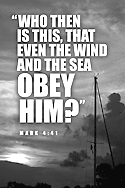 “WHO THEN
IS THIS, THAT
EVEN THE WIND
AND THE SEA
OBEY
HIM?”
MARK 4:41